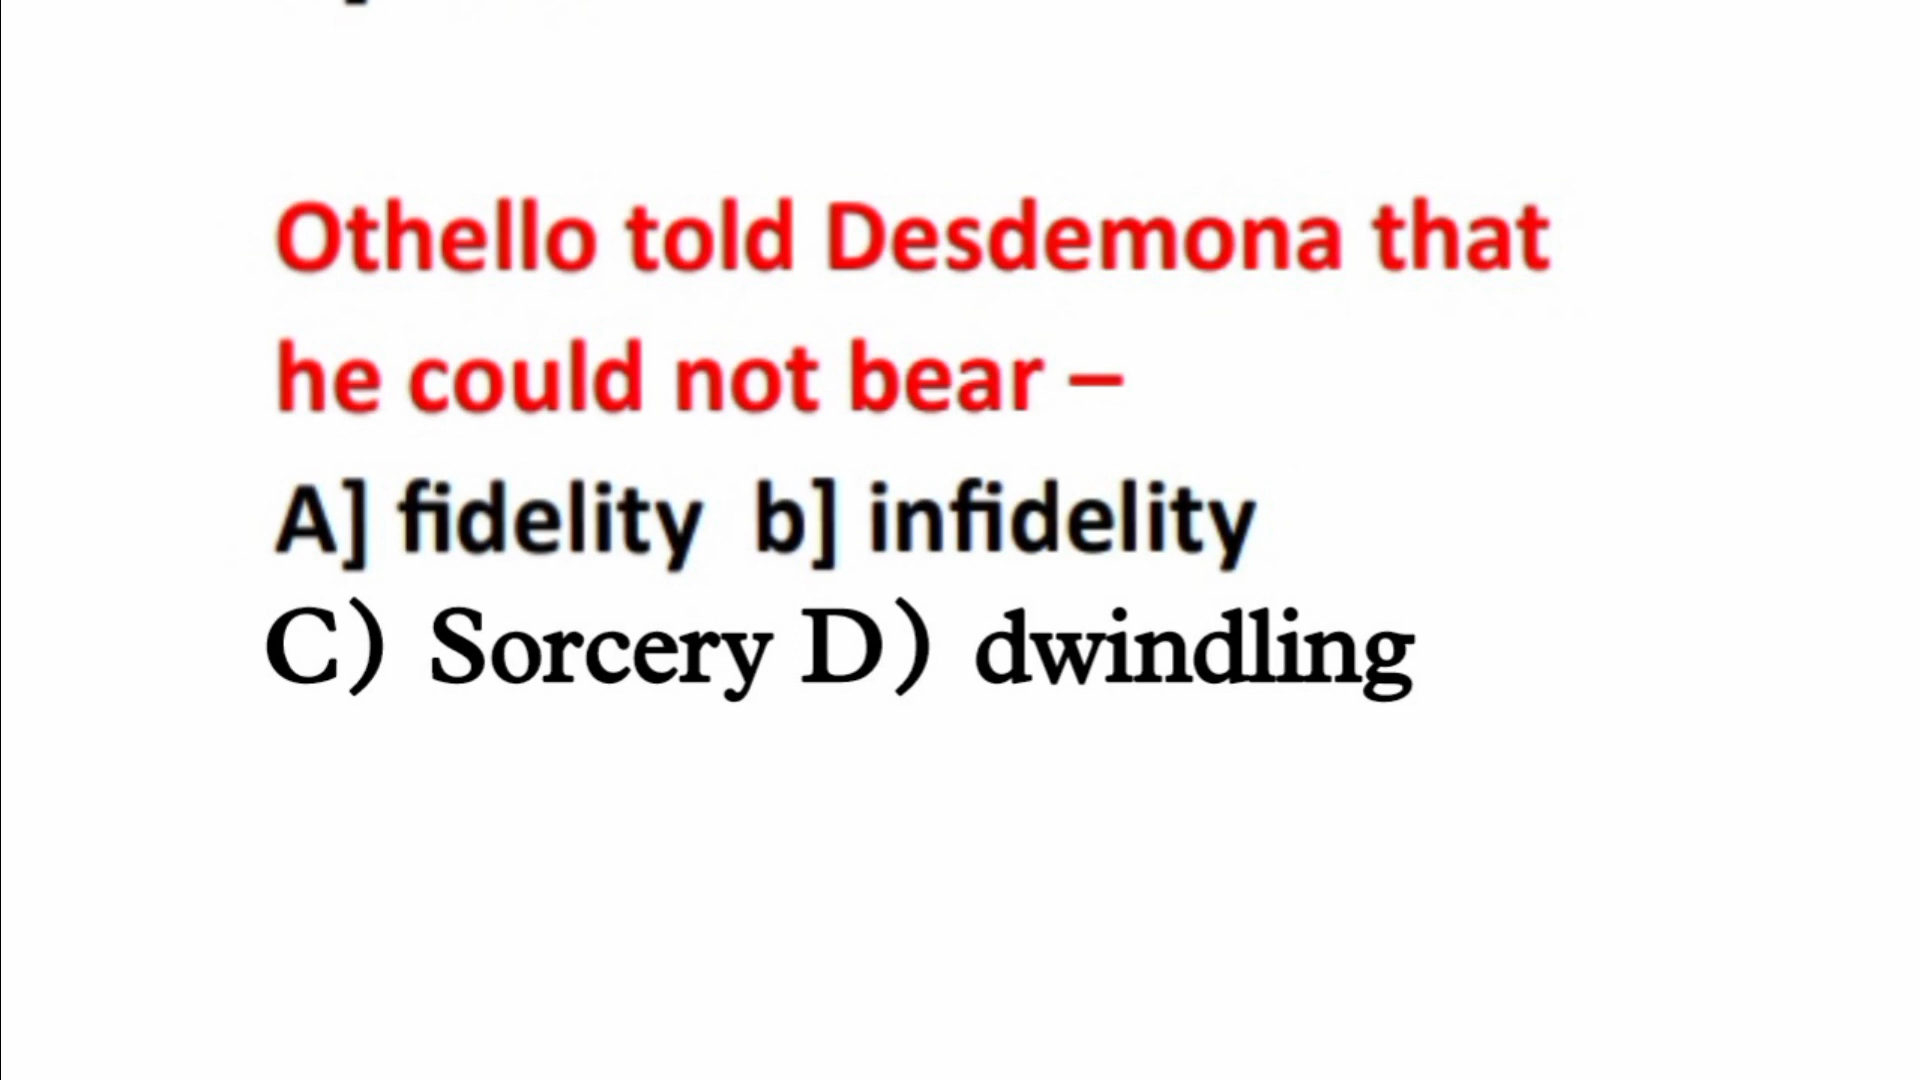 Othello told Desdemona that
he could not bear –
A] fidelity b] infidelity
C) Sorcery D) dwindling